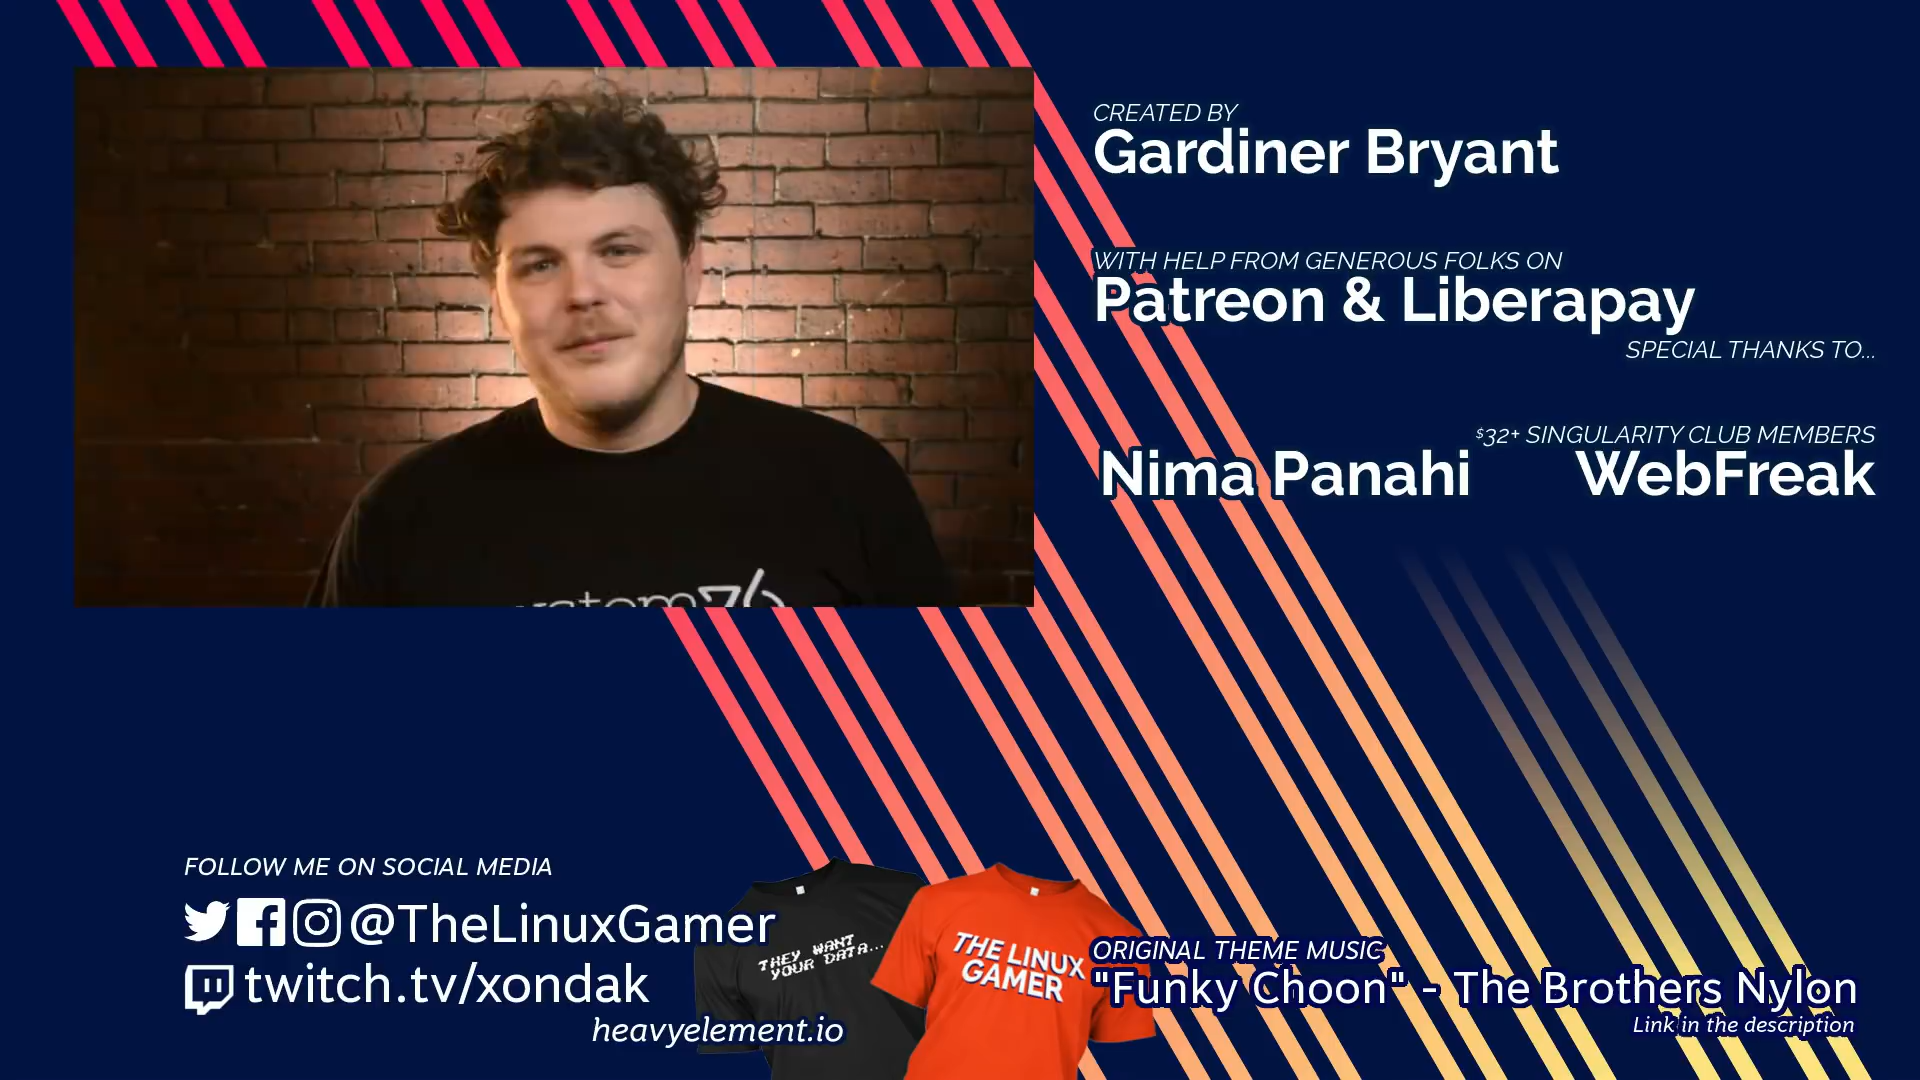 CREATED BY
Gardiner Bryant
WITH HELP FROM GENEROUS FOLKS ON
Patreon & Liberapay
SPECIAL THANKS TO...
$32+ SINGULARITY CLUB MEMBERS
Nima Panahi WebFreak
system76
FOLLOW ME ON SOCIAL MEDIA
@TheLinuxGamer
twitch.tv/xondak
heavyelement.io
THEY WANT
YOUR DATA...
THE LINUX
GAMER
ORIGINAL THEME MUSIC
"Funky Choon" - The Brothers Nylon
Link in the description